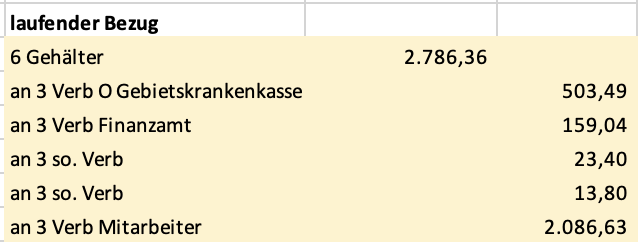 laufender Bezug
6 Gehälter 2.786,36
an 3 Verb O Gebietskrankenkasse 503,49
an 3 Verb Finanzamt 159,04
an 3 so. Verb 23,40
an 3 so. Verb 13,80
an 3 Verb Mitarbeiter 2.086,63